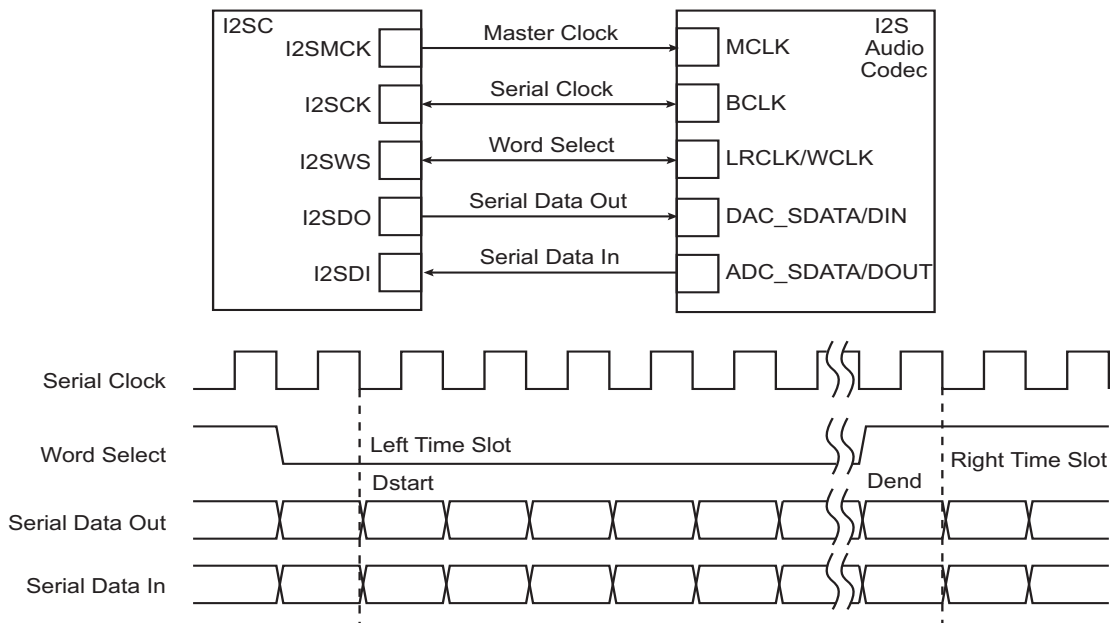 I2SC
I2S
Audio
Codec
I2SMCK
Master Clock
MCLK
I2SCK
Serial Clock
BCLK
I2SWS
Word Select
LRCLK/WCLK
I2SDO
Serial Data Out
DAC_SDATA/DIN
I2SDI
Serial Data In
ADC_SDATA/DOUT
Serial Clock
Word Select
Left Time Slot
Right Time Slot
Dstart
Dend
Serial Data Out
Serial Data In